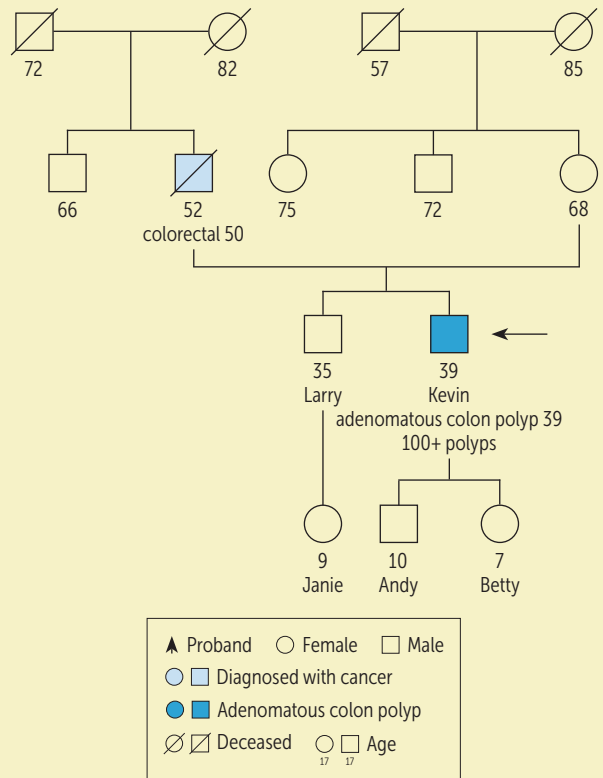 72
82
57
85
66
52
colorectal 50
75
72
68
35
Larry
39
Kevin
adenomatous colon polyp 39
100+ polyps
9
Janie
10
Andy
7
Betty
Proband Female Male
Diagnosed with cancer
Adenomatous colon polyp
Deceased Age
17 17